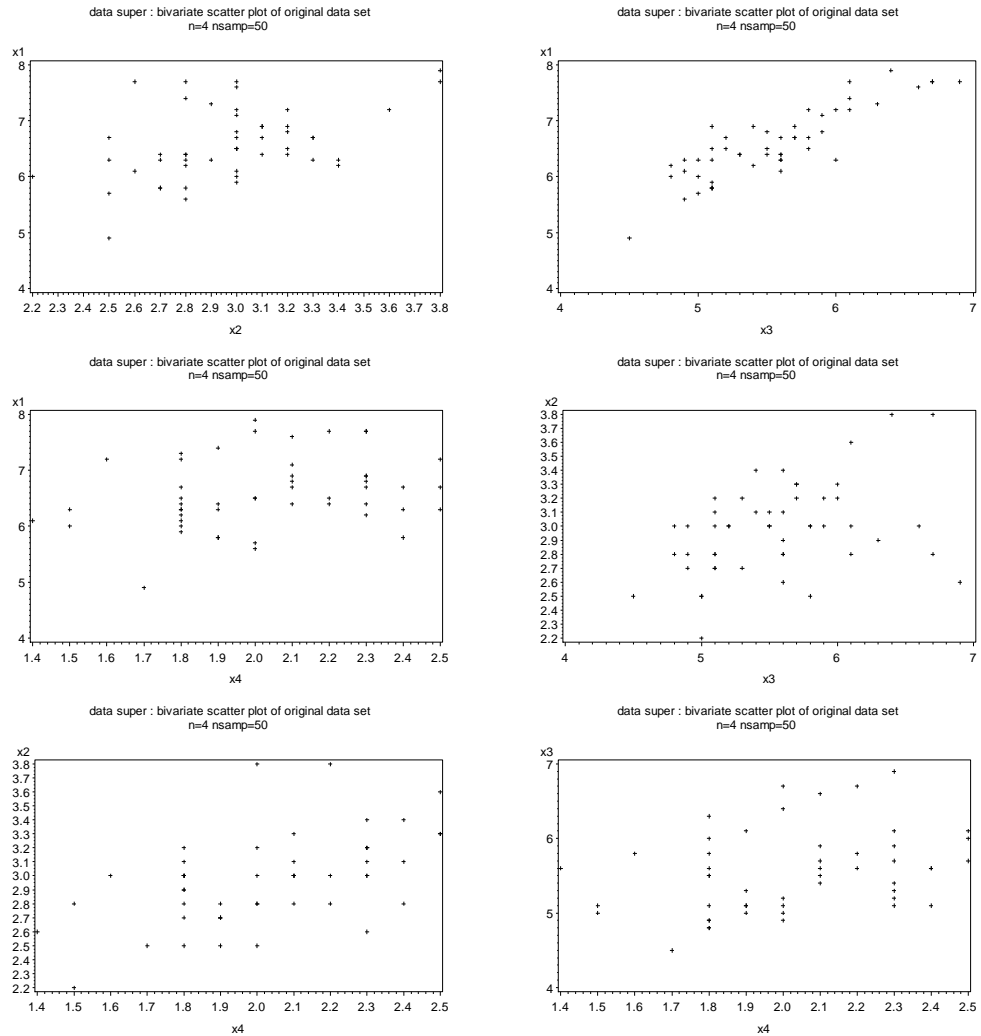 data super : bivariate scatter plot of original data set
n=4 nsamp=50
x1
8
7
6
5
4
2.2 2.3 2.4 2.5 2.6 2.7 2.8 2.9 3.0 3.1 3.2 3.3 3.4 3.5 3.6 3.7 3.8
x2
data super : bivariate scatter plot of original data set
n=4 nsamp=50
x1
8
7
6
5
4
4 5 6 7
x3
data super : bivariate scatter plot of original data set
n=4 nsamp=50
x1
8
7
6
5
4
1.4 1.5 1.6 1.7 1.8 1.9 2.0 2.1 2.2 2.3 2.4 2.5
x4
data super : bivariate scatter plot of original data set
n=4 nsamp=50
x2
3.8
3.7
3.6
3.5
3.4
3.3
3.2
3.1
3.0
2.9
2.8
2.7
2.6
2.5
2.4
2.3
2.2
4 5 6 7
x3
data super : bivariate scatter plot of original data set
n=4 nsamp=50
x2
3.8
3.7
3.6
3.5
3.4
3.3
3.2
3.1
3.0
2.9
2.8
2.7
2.6
2.5
2.4
2.3
2.2
1.4 1.5 1.6 1.7 1.8 1.9 2.0 2.1 2.2 2.3 2.4 2.5
x4
data super : bivariate scatter plot of original data set
n=4 nsamp=50
x3
7
6
5
4
1.4 1.5 1.6 1.7 1.8 1.9 2.0 2.1 2.2 2.3 2.4 2.5
x4